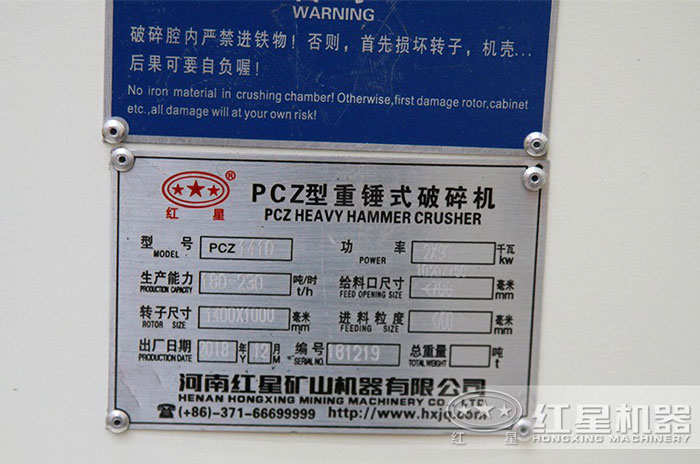 WARNING
破碎腔内严禁进铁物！否则，首先损坏转子，机壳...
后果可要自负喔！
No iron material in crushing chamber! Otherwise,first damage rotor,cabinet
etc.,all damage will at your own risk!
红 星 ®
PCZ型重锤式破碎机
PCZ HEAVY HAMMER CRUSHER
型 号 PCZ 1410 功 率 千瓦
MODEL POWER kw
生产能力 180-230 吨/时 给料口尺寸 毫米
PRODUCTION CAPACITY t/h FEED OPENING SIZE mm
转子尺寸 1400X1000 毫米 进料粒度 毫米
ROTOR SIZE mm FEEDING SIZE mm
出厂日期 2018 年 12 月 编号 181219 总重量 吨
PRODUCTION DATE Y M SERIAL NO. t
河南红星矿山机器有限公司
HENAN HONGXING MINING MACHINERY CO., LTD.
☎(+86)-371-66699999 http://www.hxjq.com
红 星
红星机器
HONGXING MACHINERY